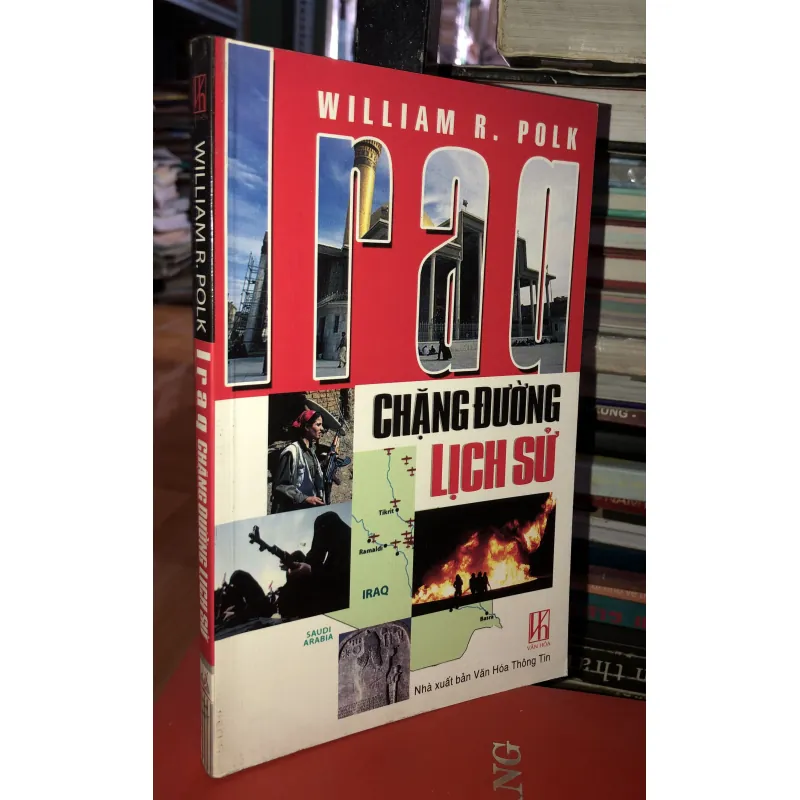 WILLIAM R. POLK
Iraq
CHẶNG ĐƯỜNG
LỊCH SỬ
Tikrit
Ramaldi
IRAQ
SAUDI
ARABIA
Basra
VĂN HÓA
Nhà xuất bản Văn Hóa Thông Tin
WILLIAM R. POLK Iraq CHẶNG ĐƯỜNG LỊCH SỬ